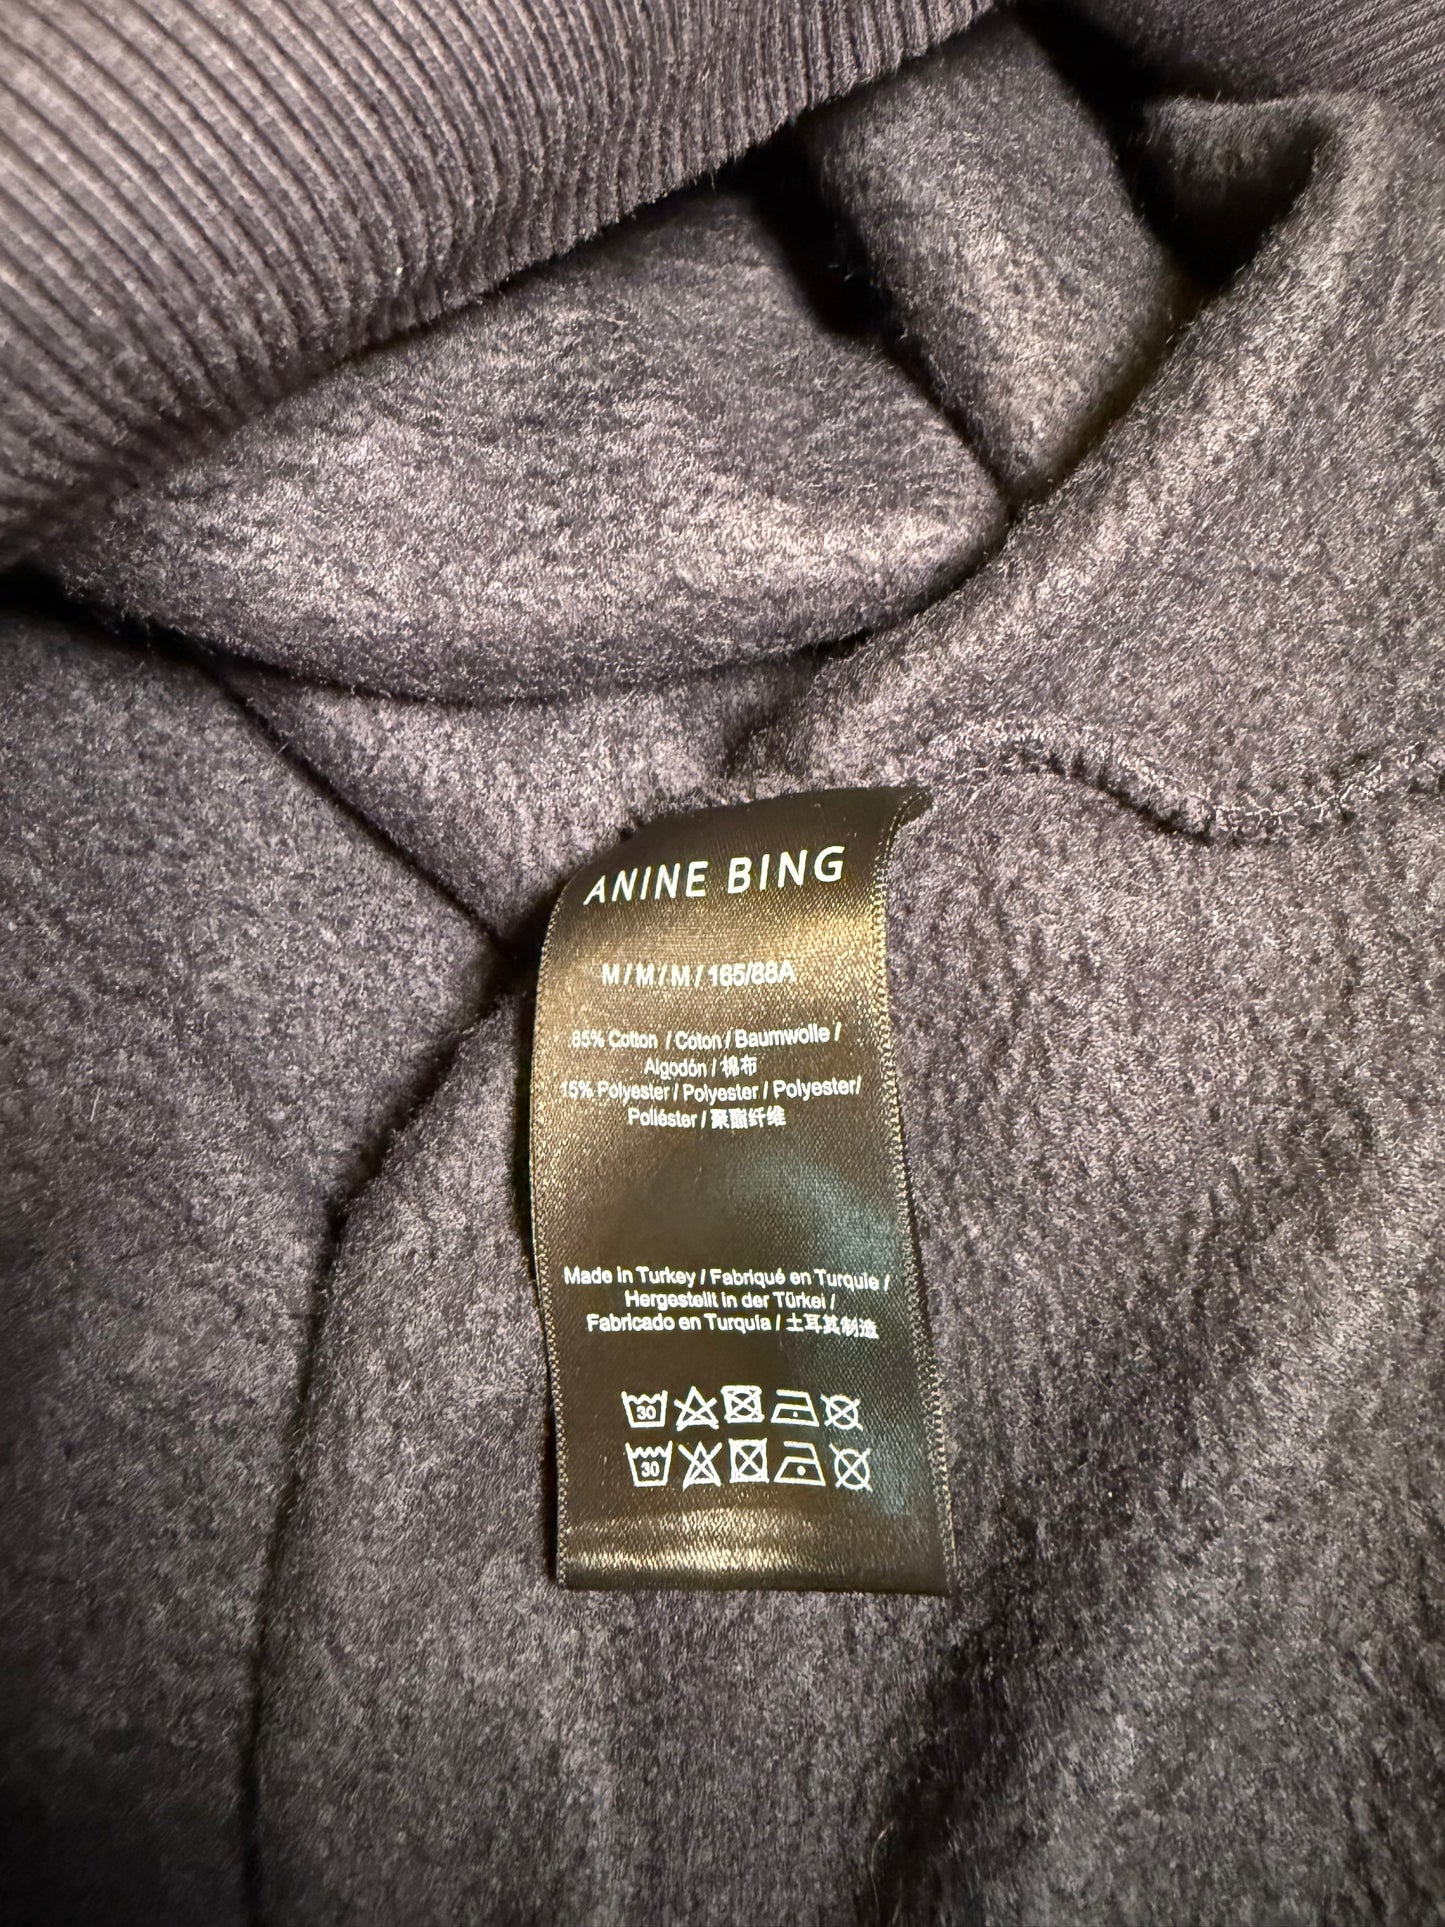 ANINE BING
M / M / M / 165/88A
85% Cotton / Coton / Baumwolle /
Algodón / 棉布
15% Polyester / Polyester / Polyester/
Poliéster / 聚酯纤维
Made in Turkey / Fabriqué en Turquie /
Hergestellt in der Türkei /
Fabricado en Turquía / 土耳其制造
30
30